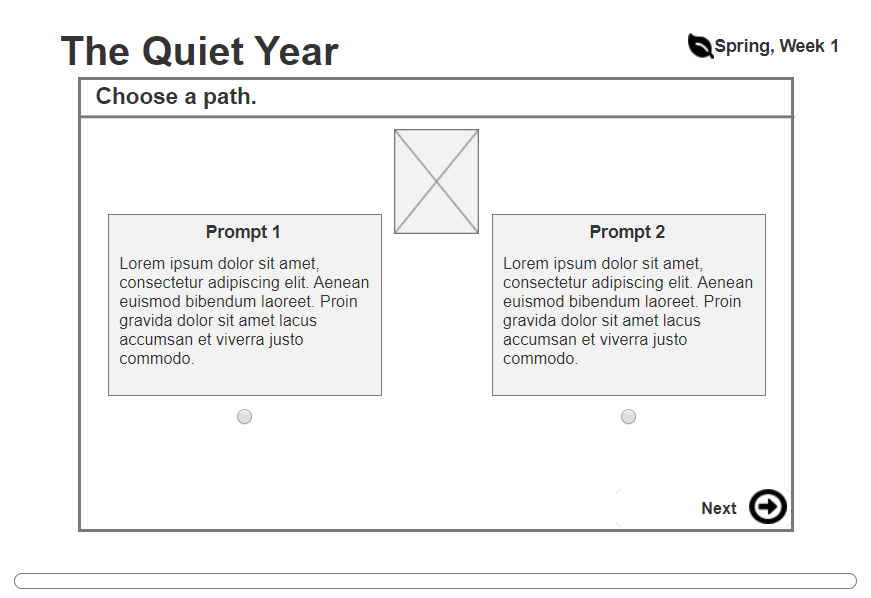 The Quiet Year
Spring, Week 1
Choose a path.
Prompt 1
Lorem ipsum dolor sit amet,
consectetur adipiscing elit. Aenean
euismod bibendum laoreet. Proin
gravida dolor sit amet lacus
accumsan et viverra justo
commodo.
Prompt 2
Lorem ipsum dolor sit amet,
consectetur adipiscing elit. Aenean
euismod bibendum laoreet. Proin
gravida dolor sit amet lacus
accumsan et viverra justo
commodo.
Next